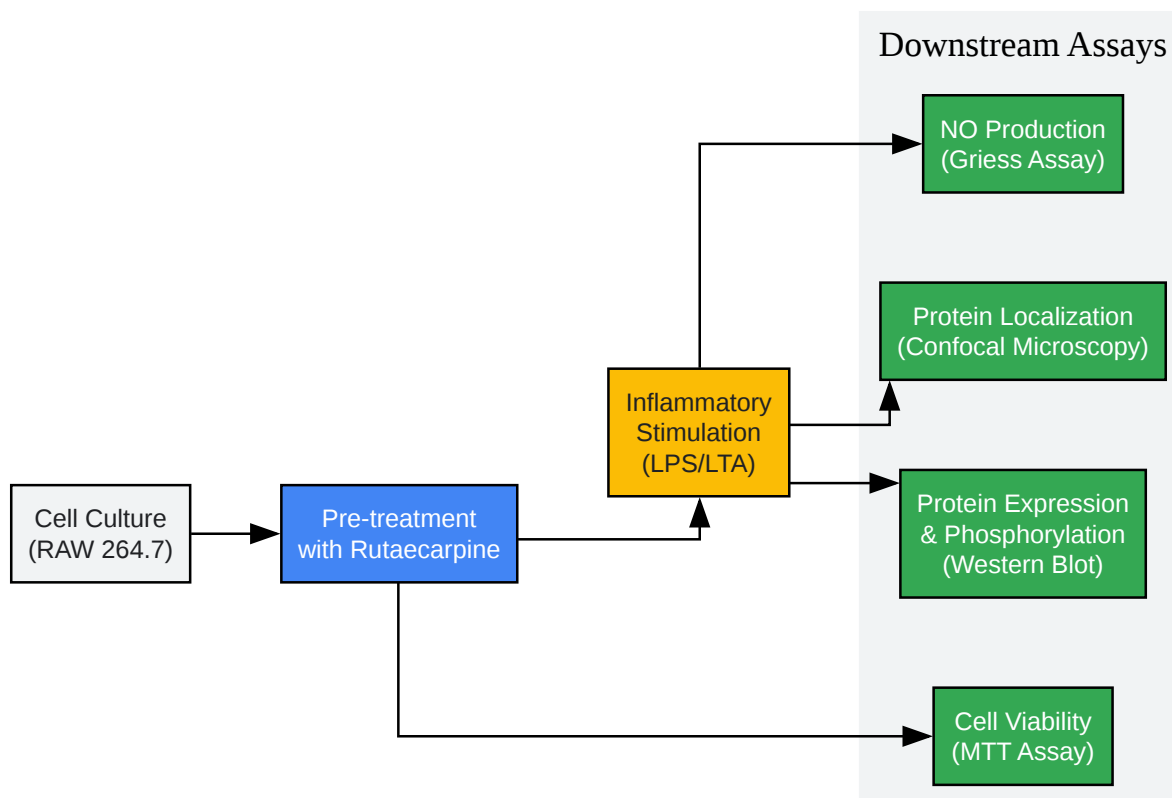 Downstream Assays
NO Production
(Griess Assay)
Protein Localization
(Confocal Microscopy)
Inflammatory
Stimulation
(LPS/LTA)
Cell Culture
(RAW 264.7)
Pre-treatment
with Rutaecarpine
Protein Expression
& Phosphorylation
(Western Blot)
Cell Viability
(MTT Assay)